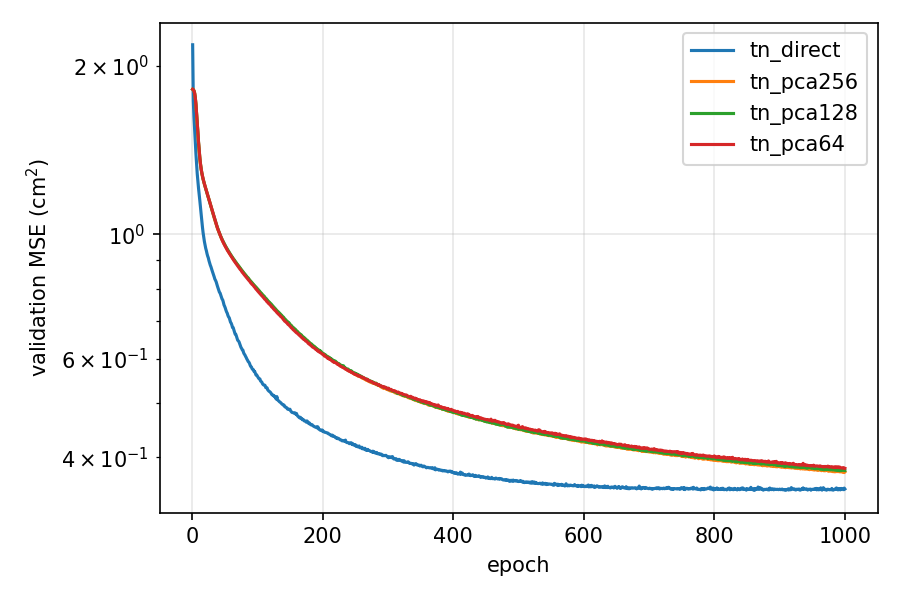 validation MSE (cm²)
2 × 10⁰
10⁰
6 × 10⁻¹
4 × 10⁻¹
tn_direct
tn_pca256
tn_pca128
tn_pca64
0 200 400 600 800 1000
epoch